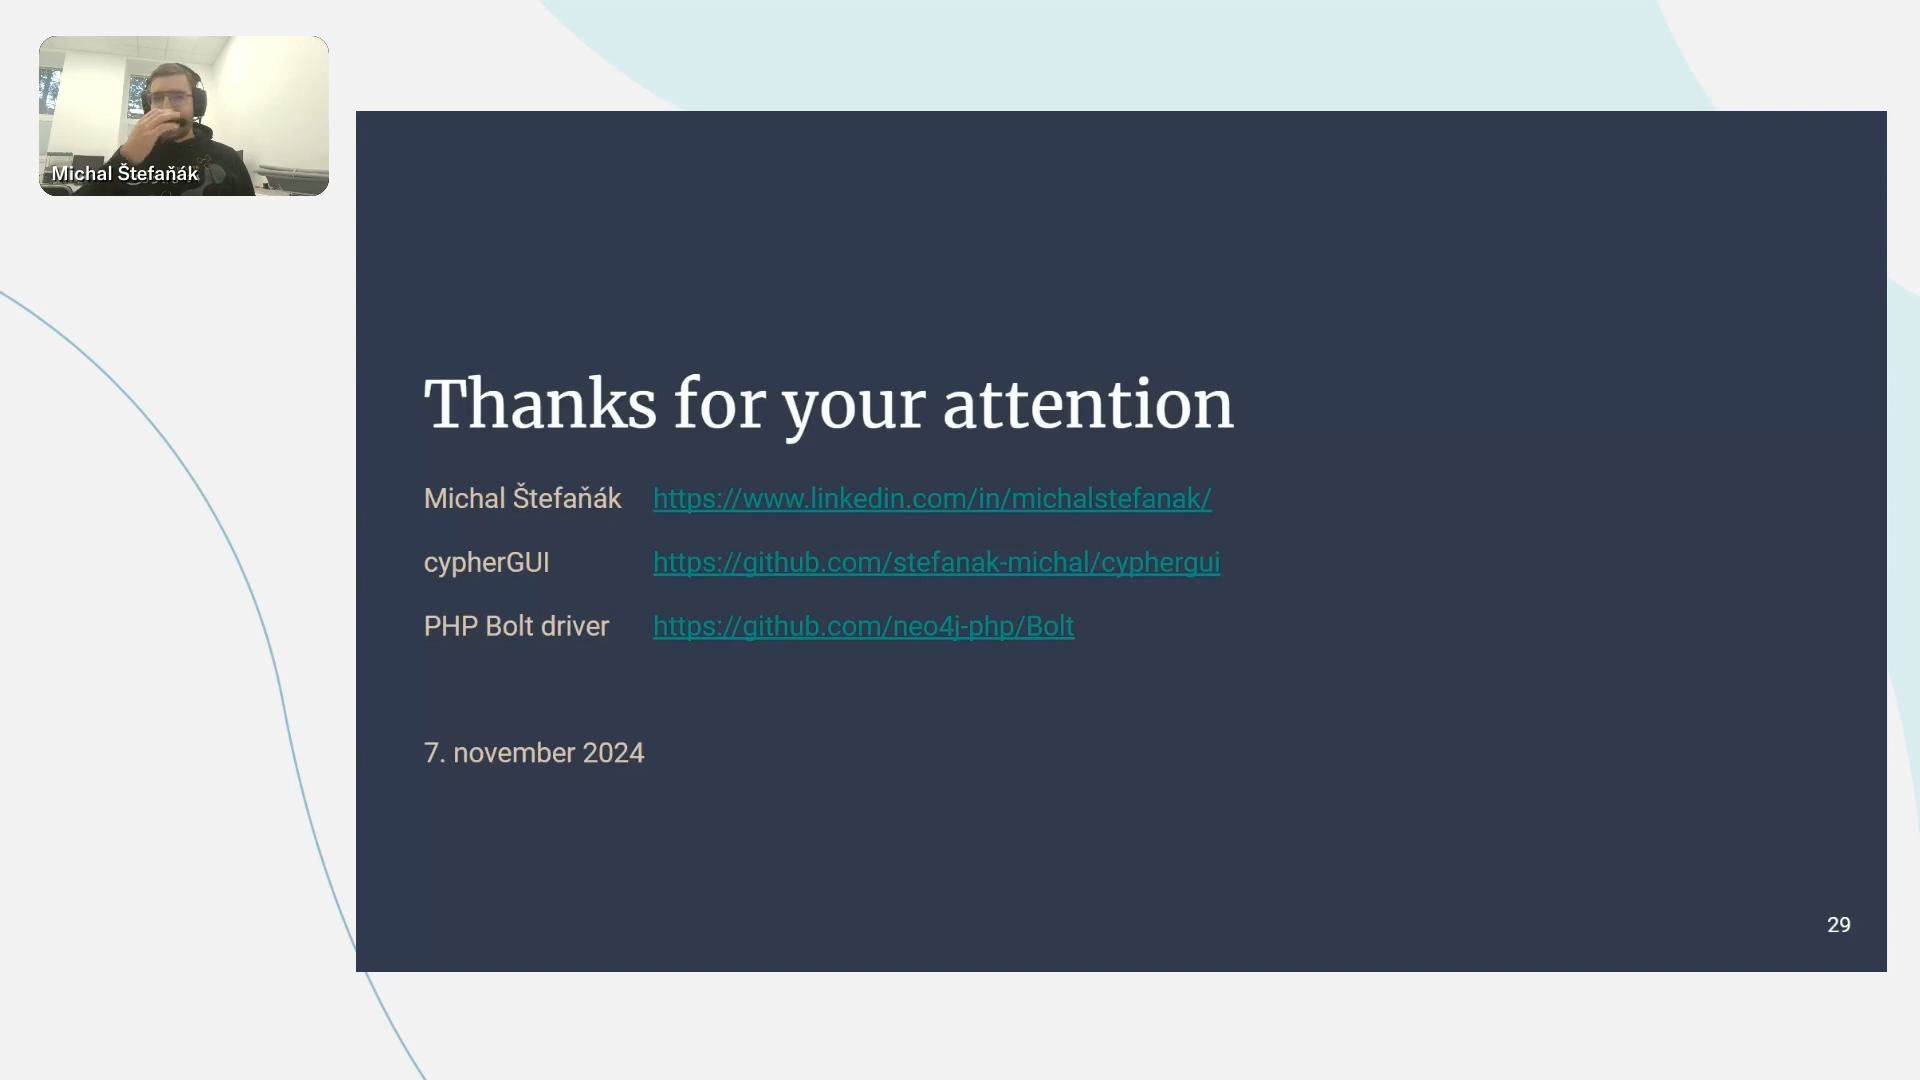 Michal Štefaňák
Thanks for your attention
Michal Štefaňák https://www.linkedin.com/in/michalstefanak/
cypherGUI https://github.com/stefanak-michal/cyphergui
PHP Bolt driver https://github.com/neo4j-php/Bolt
7. november 2024
29